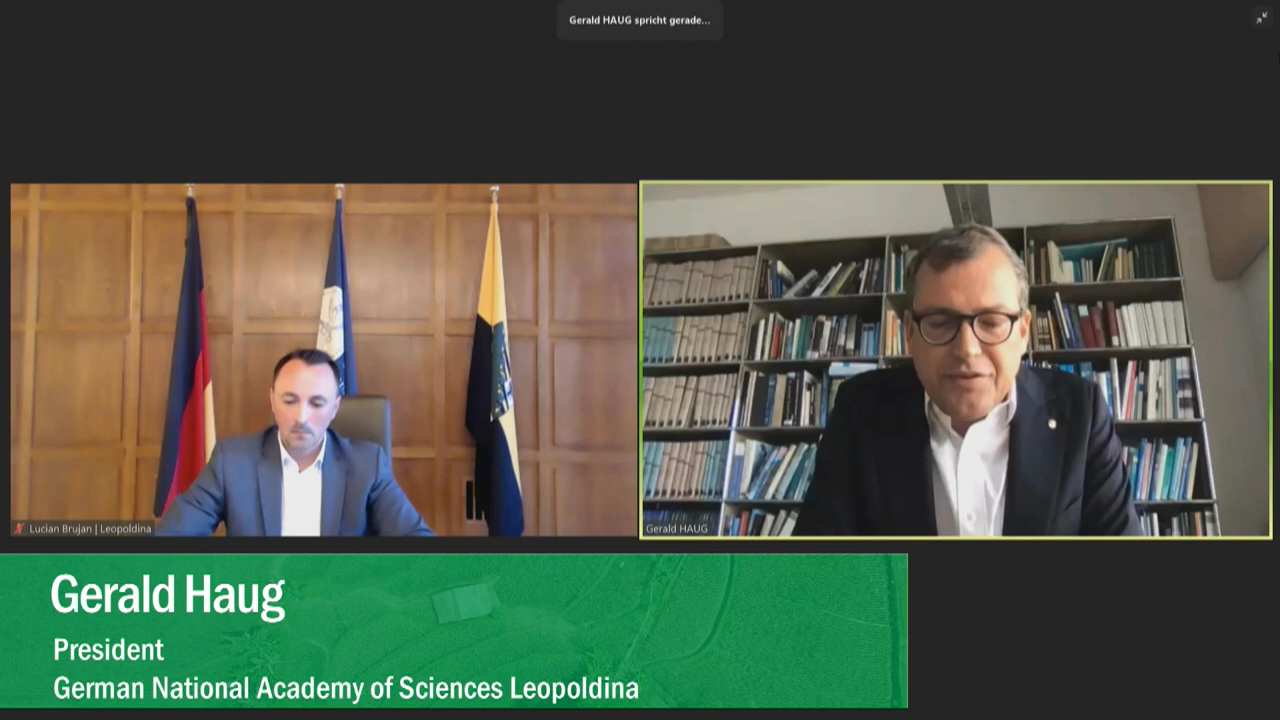 Gerald HAUG spricht gerade...
Lucian Brujan | Leopoldina
Gerald HAUG
Gerald Haug
President
German National Academy of Sciences Leopoldina